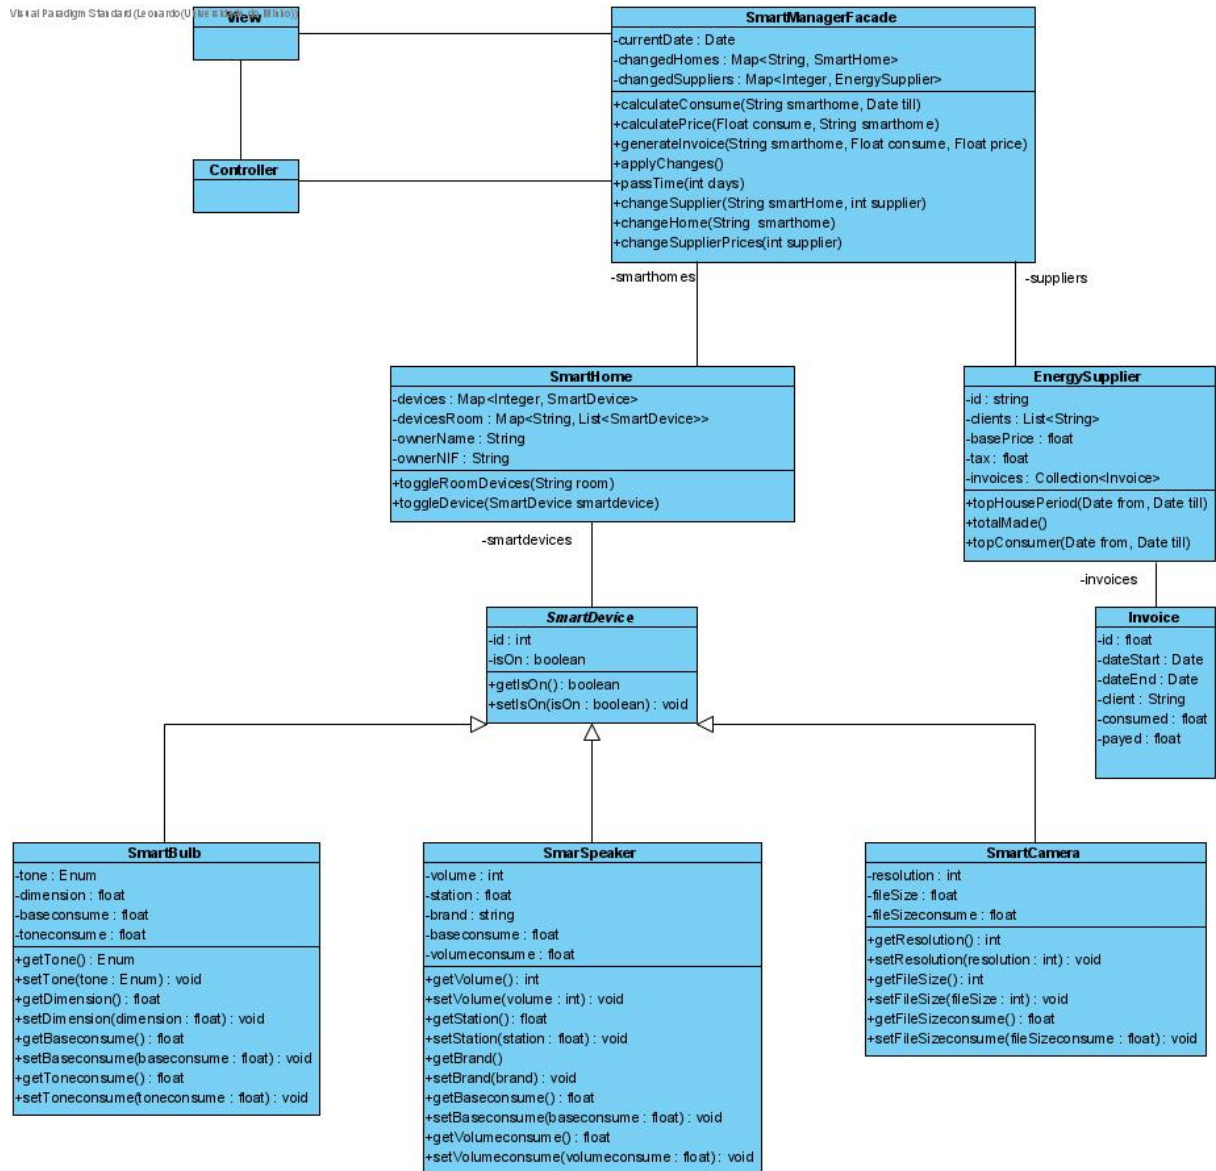 Visual Paradigm Standard (Leonardo(Universidade do Minho))
View
SmartManagerFacade
-currentDate : Date
-changedHomes : Map<String, SmartHome>
-changedSuppliers : Map<Integer, EnergySupplier>
+calculateConsume(String smarthome, Date till)
+calculatePrice(Float consume, String smarthome)
+generateInvoice(String smarthome, Float consume, Float price)
+applyChanges()
+passTime(int days)
+changeSupplier(String smartHome, int supplier)
+changeHome(String smarthome)
+changeSupplierPrices(int supplier)
Controller
-smarthomes
-suppliers
SmartHome
-devices : Map<Integer, SmartDevice>
-devicesRoom : Map<String, List<SmartDevice>>
-ownerName : String
-ownerNIF : String
+toggleRoomDevices(String room)
+toggleDevice(SmartDevice smartdevice)
EnergySupplier
-id : string
-clients : List<String>
-basePrice : float
-tax : float
-invoices : Collection<Invoice>
+topHousePeriod(Date from, Date till)
+totalMade()
+topConsumer(Date from, Date till)
-smartdevices
-invoices
SmartDevice
-id : int
-isOn : boolean
+getIsOn() : boolean
+setIsOn(isOn : boolean) : void
Invoice
-id : float
-dateStart : Date
-dateEnd : Date
-client : String
-consumed : float
-payed : float
SmartBulb
-tone : Enum
-dimension : float
-baseconsume : float
-toneconsume : float
+getTone() : Enum
+setTone(tone : Enum) : void
+getDimension() : float
+setDimension(dimension : float) : void
+getBaseconsume() : float
+setBaseconsume(baseconsume : float) : void
+getToneconsume() : float
+setToneconsume(toneconsume : float) : void
SmarSpeaker
-volume : int
-station : float
-brand : string
-baseconsume : float
-volumeconsume : float
+getVolume() : int
+setVolume(volume : int) : void
+getStation() : float
+setStation(station : float) : void
+getBrand()
+setBrand(brand) : void
+getBaseconsume() : float
+setBaseconsume(baseconsume : float) : void
+getVolumeconsume() : float
+setVolumeconsume(volumeconsume : float) : void
SmartCamera
-resolution : int
-fileSize : float
-fileSizeconsume : float
+getResolution() : int
+setResolution(resolution : int) : void
+getFileSize() : int
+setFileSize(fileSize : int) : void
+getFileSizeconsume() : float
+setFileSizeconsume(fileSizeconsume : float) : void